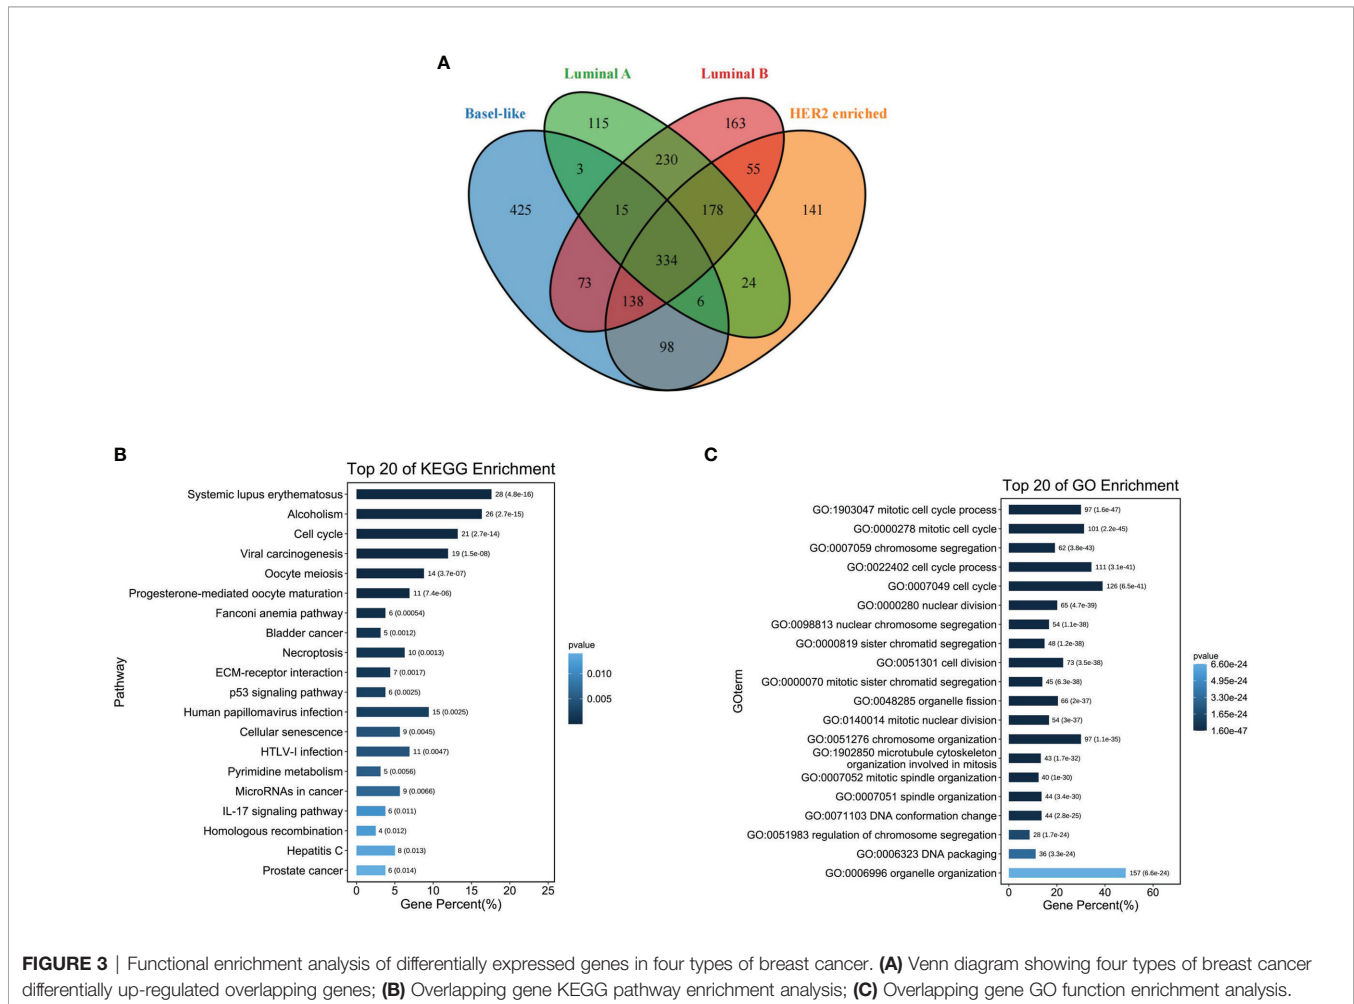 A
Luminal A
Luminal B
Basel-like
HER2 enriched
115
163
3
230
55
425
15
178
141
334
73
138
6
24
98
B
Top 20 of KEGG Enrichment
Pathway
Systemic lupus erythematosus 28 (4.8e-16)
Alcoholism 26 (2.7e-15)
Cell cycle 21 (2.7e-14)
Viral carcinogenesis 19 (1.5e-08)
Oocyte meiosis 14 (3.7e-07)
Progesterone-mediated oocyte maturation 11 (7.4e-06)
Fanconi anemia pathway 6 (0.00054)
Bladder cancer 5 (0.0012)
Necroptosis 10 (0.0013)
ECM-receptor interaction 7 (0.0017)
p53 signaling pathway 6 (0.0025)
Human papillomavirus infection 15 (0.0025)
Cellular senescence 9 (0.0045)
HTLV-I infection 11 (0.0047)
Pyrimidine metabolism 5 (0.0056)
MicroRNAs in cancer 9 (0.0066)
IL-17 signaling pathway 6 (0.011)
Homologous recombination 4 (0.012)
Hepatitis C 8 (0.013)
Prostate cancer 6 (0.014)
0 5 10 15 20 25
Gene Percent(%)
pvalue
0.010
0.005
C
Top 20 of GO Enrichment
GOterm
GO:1903047 mitotic cell cycle process 97 (1.6e-47)
GO:0000278 mitotic cell cycle 101 (2.2e-45)
GO:0007059 chromosome segregation 62 (3.8e-43)
GO:0022402 cell cycle process 111 (3.1e-41)
GO:0007049 cell cycle 126 (6.5e-41)
GO:0000280 nuclear division 65 (4.7e-39)
GO:0098813 nuclear chromosome segregation 54 (1.1e-38)
GO:0000819 sister chromatid segregation 48 (1.2e-38)
GO:0051301 cell division 73 (3.5e-38)
GO:0000070 mitotic sister chromatid segregation 45 (6.3e-38)
GO:0048285 organelle fission 66 (2e-37)
GO:0140014 mitotic nuclear division 54 (3e-37)
GO:0051276 chromosome organization 97 (1.1e-35)
GO:1902850 microtubule cytoskeleton
organization involved in mitosis 43 (1.7e-32)
GO:0007052 mitotic spindle organization 40 (1e-30)
GO:0007051 spindle organization 44 (3.4e-30)
GO:0071103 DNA conformation change 44 (2.8e-25)
GO:0051983 regulation of chromosome segregation 28 (1.7e-24)
GO:0006323 DNA packaging 36 (3.3e-24)
GO:0006996 organelle organization 157 (6.6e-24)
0 20 40 60
Gene Percent(%)
pvalue
6.60e-24
4.95e-24
3.30e-24
1.65e-24
1.60e-47
FIGURE 3 | Functional enrichment analysis of differentially expressed genes in four types of breast cancer. (A) Venn diagram showing four types of breast cancer
differentially up-regulated overlapping genes; (B) Overlapping gene KEGG pathway enrichment analysis; (C) Overlapping gene GO function enrichment analysis.